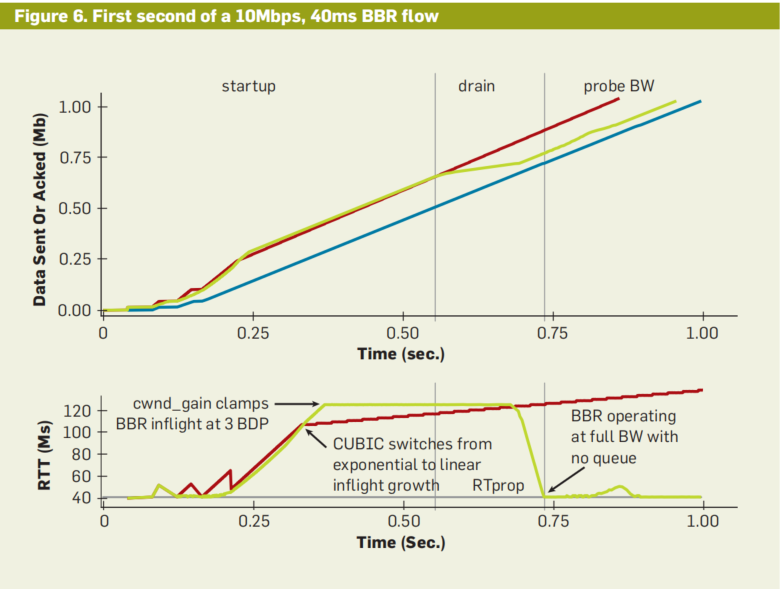 Figure 6. First second of a 10Mbps, 40ms BBR flow
startup
drain
probe BW
Data Sent Or Acked (Mb)
1.00
0.75
0.50
0.25
0.00
0
0.25
0.50
0.75
1.00
Time (sec.)
RTT (Ms)
120
100
80
60
40
cwnd_gain clamps
BBR inflight at 3 BDP
CUBIC switches from
exponential to linear
inflight growth
RTprop
BBR operating
at full BW with
no queue
0
0.25
0.50
0.75
1.00
Time (Sec.)